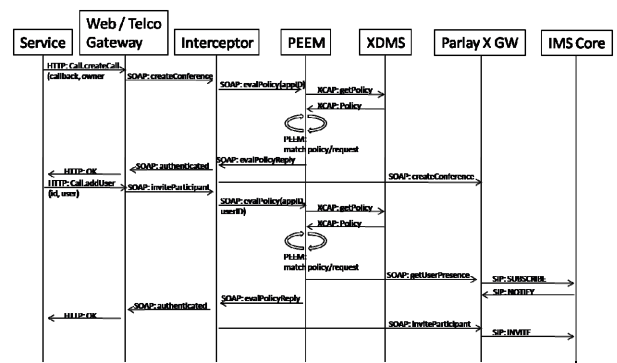 Service
Web / Telco
Gateway
Interceptor
PEEM
XDMS
Parlay X GW
IMS Core
HTTP: Call.createCall
(callback, owner
SOAP: createConference
SOAP: evalPolicy(appID)
XCAP: getPolicy
XCAP: Policy
PEEM:
match policy/request
SOAP: evalPolicyReply
SOAP: authenticated
HTTP: OK
SOAP: createConference
HTTP: Call.addUser
(id, user)
SOAP: inviteParticipant
SOAP: evalPolicy(appID,
userID)
XCAP: getPolicy
XCAP: Policy
PEEM:
match policy/request
SOAP: getUserPresence
SIP: SUBSCRIBE
SIP: NOTIFY
SOAP: evalPolicyReply
SOAP: authenticated
HTTP: OK
SOAP: inviteParticipant
SIP: INVITE